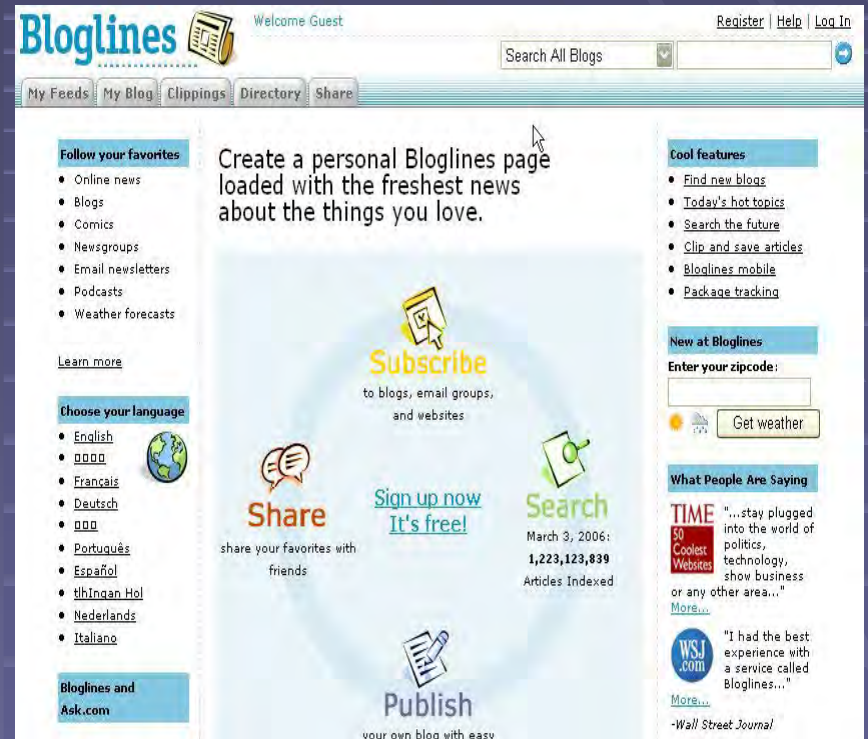 Bloglines
Welcome Guest
Register | Help | Log In
Search All Blogs
My Feeds
My Blog
Clippings
Directory
Share
Follow your favorites
Online news
Blogs
Comics
Newsgroups
Email newsletters
Podcasts
Weather forecasts
Learn more
Choose your language
English
□□□□
Français
Deutsch
□□□
Português
Español
tlhIngan Hol
Nederlands
Italiano
Bloglines and
Ask.com
Create a personal Bloglines page
loaded with the freshest news
about the things you love.
Subscribe
to blogs, email groups,
and websites
Share
share your favorites with
friends
Sign up now
It's free!
Search
March 3, 2006:
1,223,123,839
Articles Indexed
Publish
your own blog with easy
Cool features
Find new blogs
Today's hot topics
Search the future
Clip and save articles
Bloglines mobile
Package tracking
New at Bloglines
Enter your zipcode:
Get weather
What People Are Saying
TIME
50
Coolest
Websites
"...stay plugged
into the world of
politics,
technology,
show business
or any other area..."
More...
WSJ
.com
"I had the best
experience with
a service called
Bloglines..."
More...
-Wall Street Journal